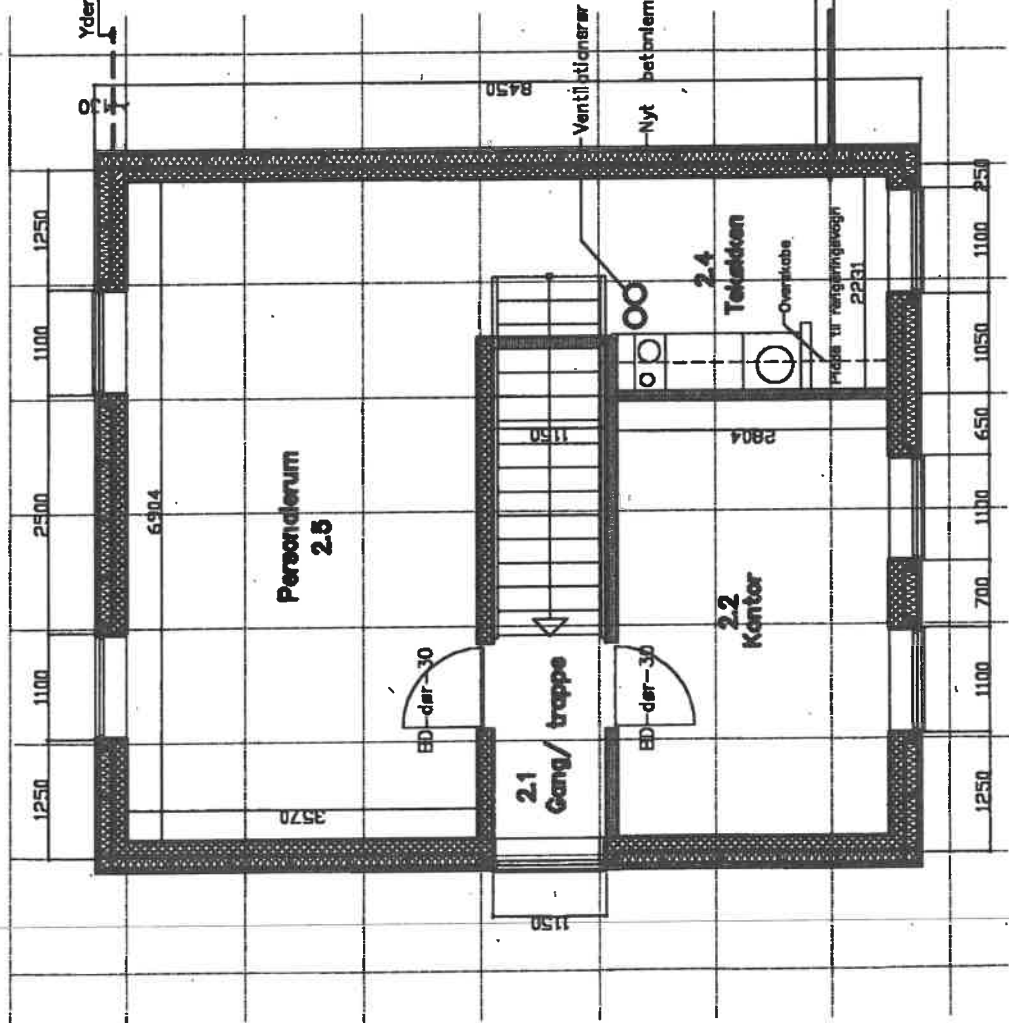 Yder
130
8450
Ventilationsrør
Nyt betonlem
1250
1100
2500
1100
1250
6904
3570
Personalerum
2.5
1150
BD-dør-30
2.1
Gang/ trappe
1150
BD-dør-30
2.2
Kontor
2804
2.4
Tekøkken
Overskabe
Plads til rengøringsvogn
2231
250
1100
1050
650
1100
700
1100
1250